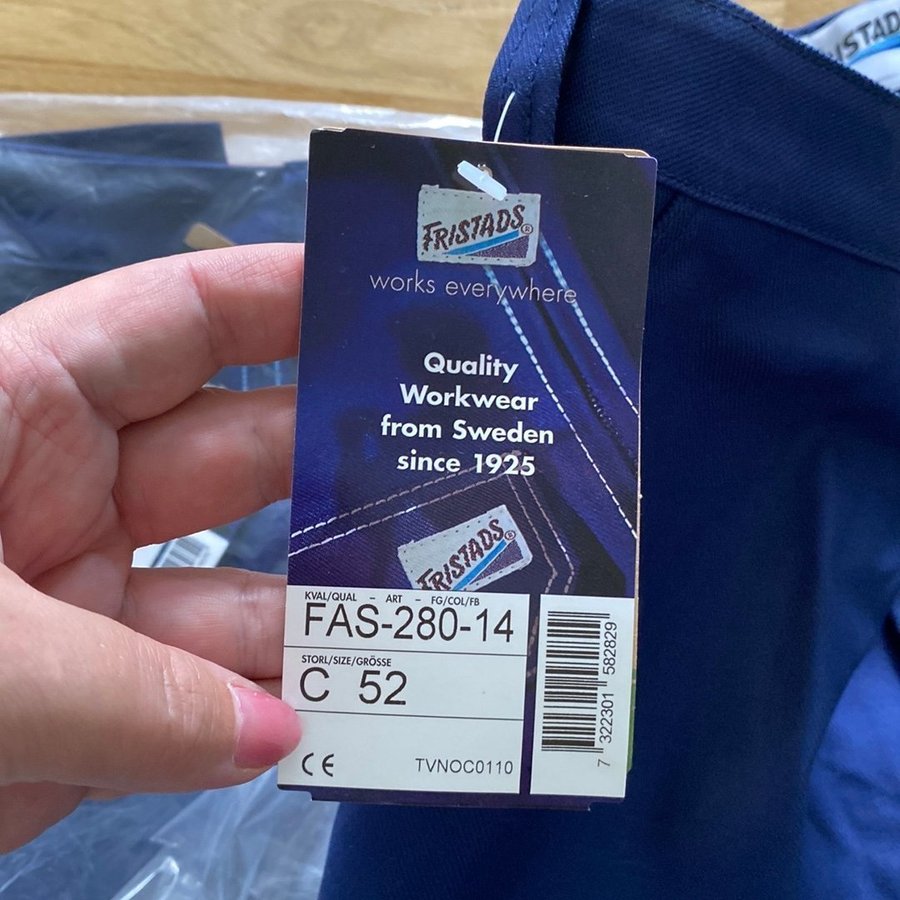 FRISTADS®
works everywhere
Quality
Workwear
from Sweden
since 1925
FRISTADS®
KVAL/QUAL – ART – FG/COL/FB
FAS-280-14
STORL/SIZE/GRÖSSE
C 52
CE
TVNOC0110
7 322301 582829